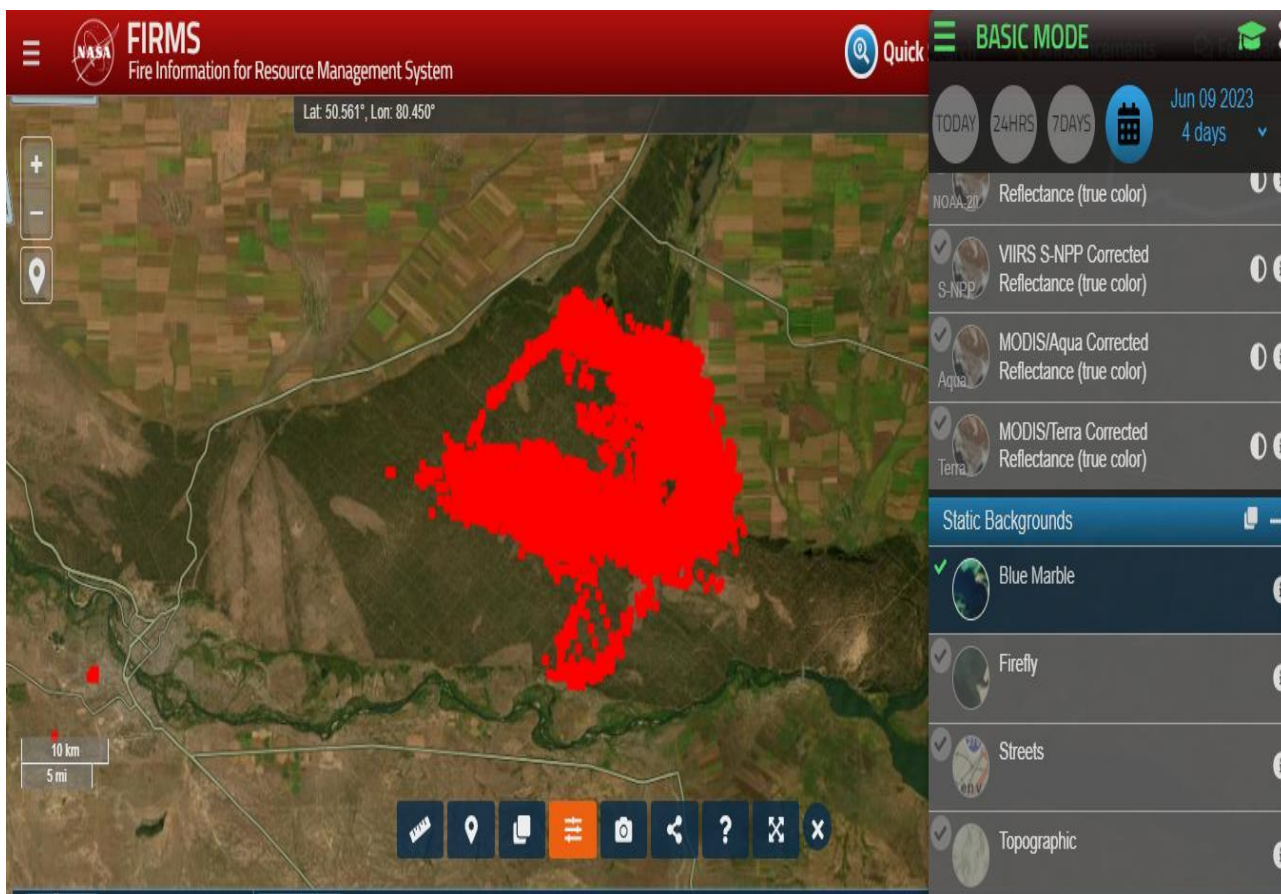 NASA
FIRMS
Fire Information for Resource Management System
Quick
Lat: 50.561°, Lon: 80.450°
+
−
10 km
5 mi
?
BASIC MODE
TODAY
24HRS
7DAYS
Jun 09 2023
4 days
NOAA-20
Reflectance (true color)
VIIRS S-NPP Corrected
Reflectance (true color)
S-NPP
MODIS/Aqua Corrected
Reflectance (true color)
Aqua
MODIS/Terra Corrected
Reflectance (true color)
Terra
Static Backgrounds
Blue Marble
Firefly
Streets
env
Topographic